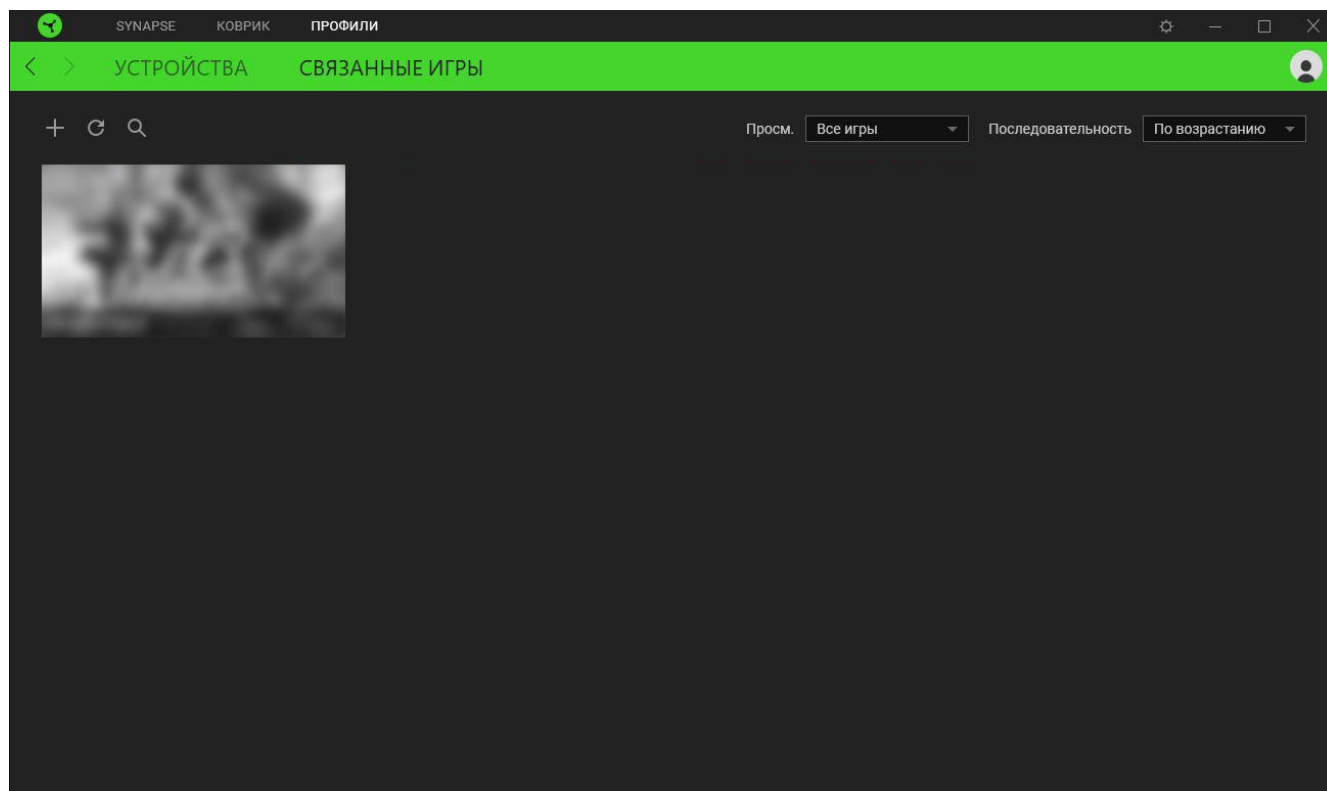 SYNAPSE КОВРИК ПРОФИЛИ
УСТРОЙСТВА СВЯЗАННЫЕ ИГРЫ
Просм. Все игры Последовательность По возрастанию